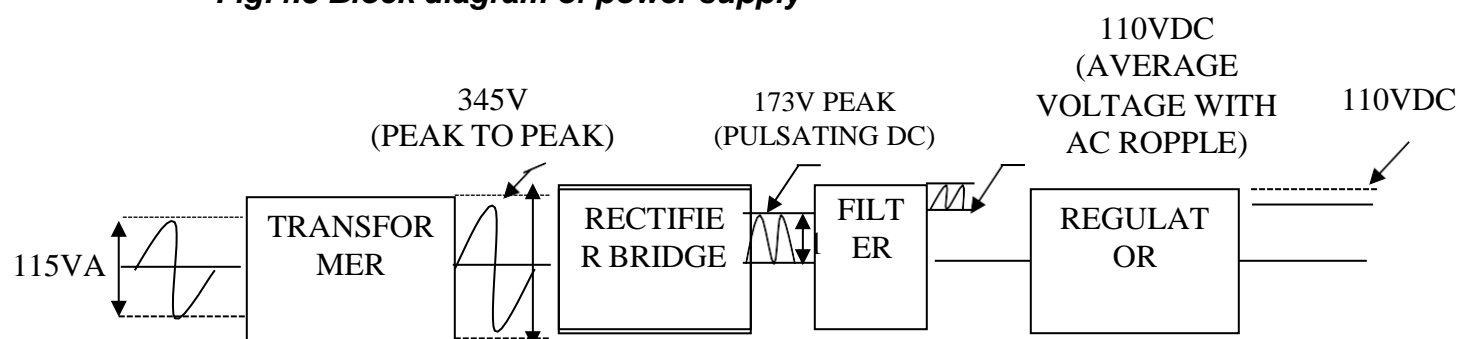 Fig. 4.3 Block diagram of power supply
110VDC
(AVERAGE
VOLTAGE WITH
AC ROPPLE)
345V
(PEAK TO PEAK)
173V PEAK
(PULSATING DC)
110VDC
115VA
TRANSFOR
MER
RECTIFIE
R BRIDGE
1
FILT
ER
REGULAT
OR